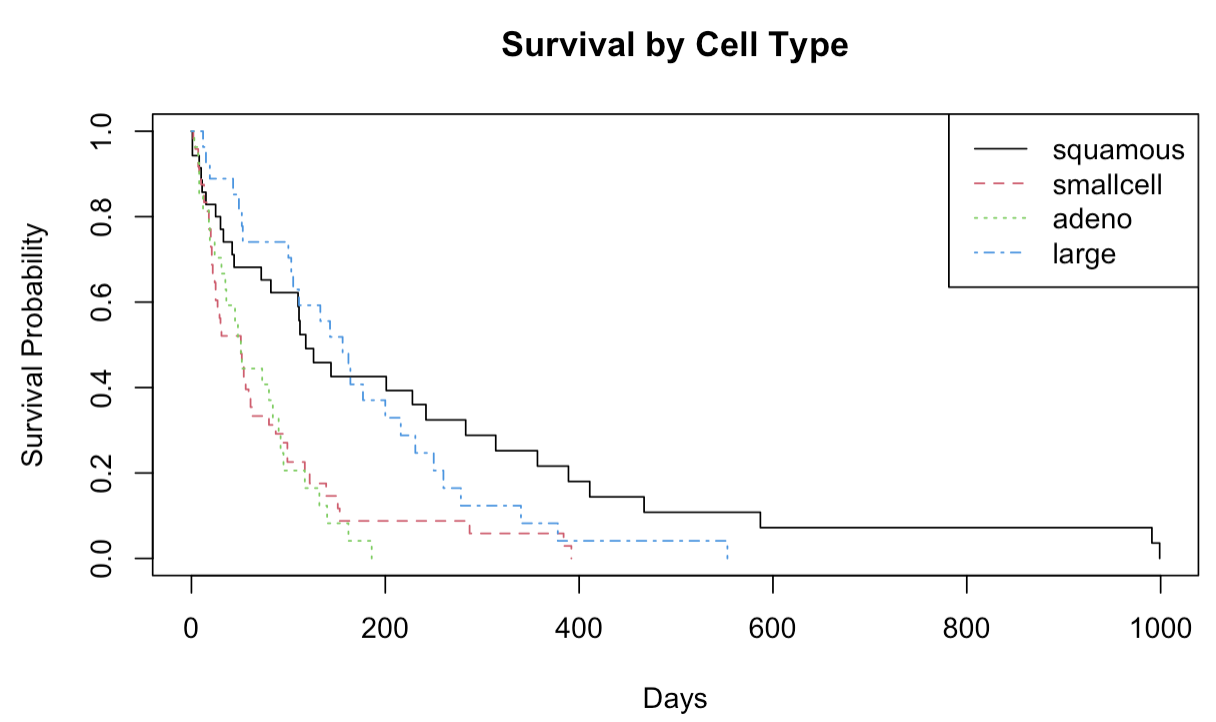 Survival by Cell Type
Survival Probability
1.0
0.8
0.6
0.4
0.2
0.0
squamous
smallcell
adeno
large
0 200 400 600 800 1000
Days